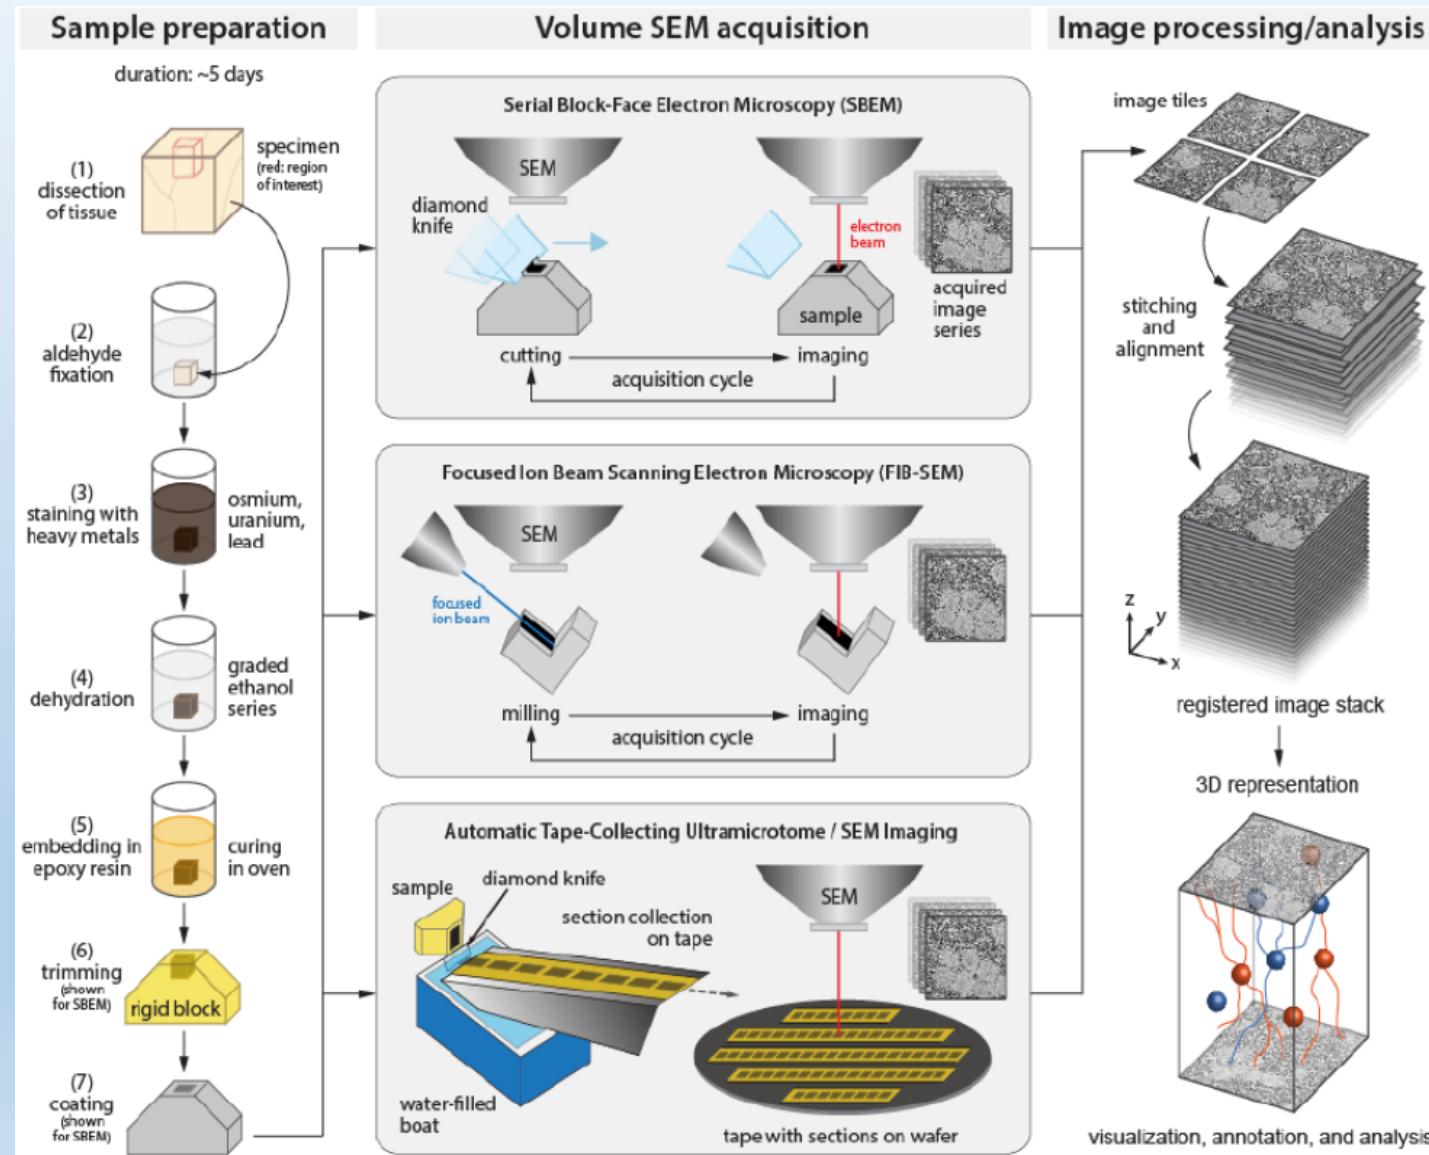 Sample preparation
duration: ~5 days
(1)
dissection
of tissue
specimen
(red: region
of interest)
(2)
aldehyde
fixation
(3)
staining with
heavy metals
osmium,
uranium,
lead
(4)
dehydration
graded
ethanol
series
(5)
embedding in
epoxy resin
curing
in oven
(6)
trimming
(shown
for SBEM)
rigid block
(7)
coating
(shown
for SBEM)
Volume SEM acquisition
Serial Block-Face Electron Microscopy (SBEM)
SEM
diamond
knife
electron
beam
sample
acquired
image
series
cutting
imaging
acquisition cycle
Focused Ion Beam Scanning Electron Microscopy (FIB-SEM)
SEM
focused
ion beam
milling
imaging
acquisition cycle
Automatic Tape-Collecting Ultramicrotome / SEM Imaging
sample
diamond knife
section collection
on tape
SEM
water-filled
boat
tape with sections on wafer
Image processing/analysis
image tiles
stitching
and
alignment
z
y
x
registered image stack
3D representation
visualization, annotation, and analysis